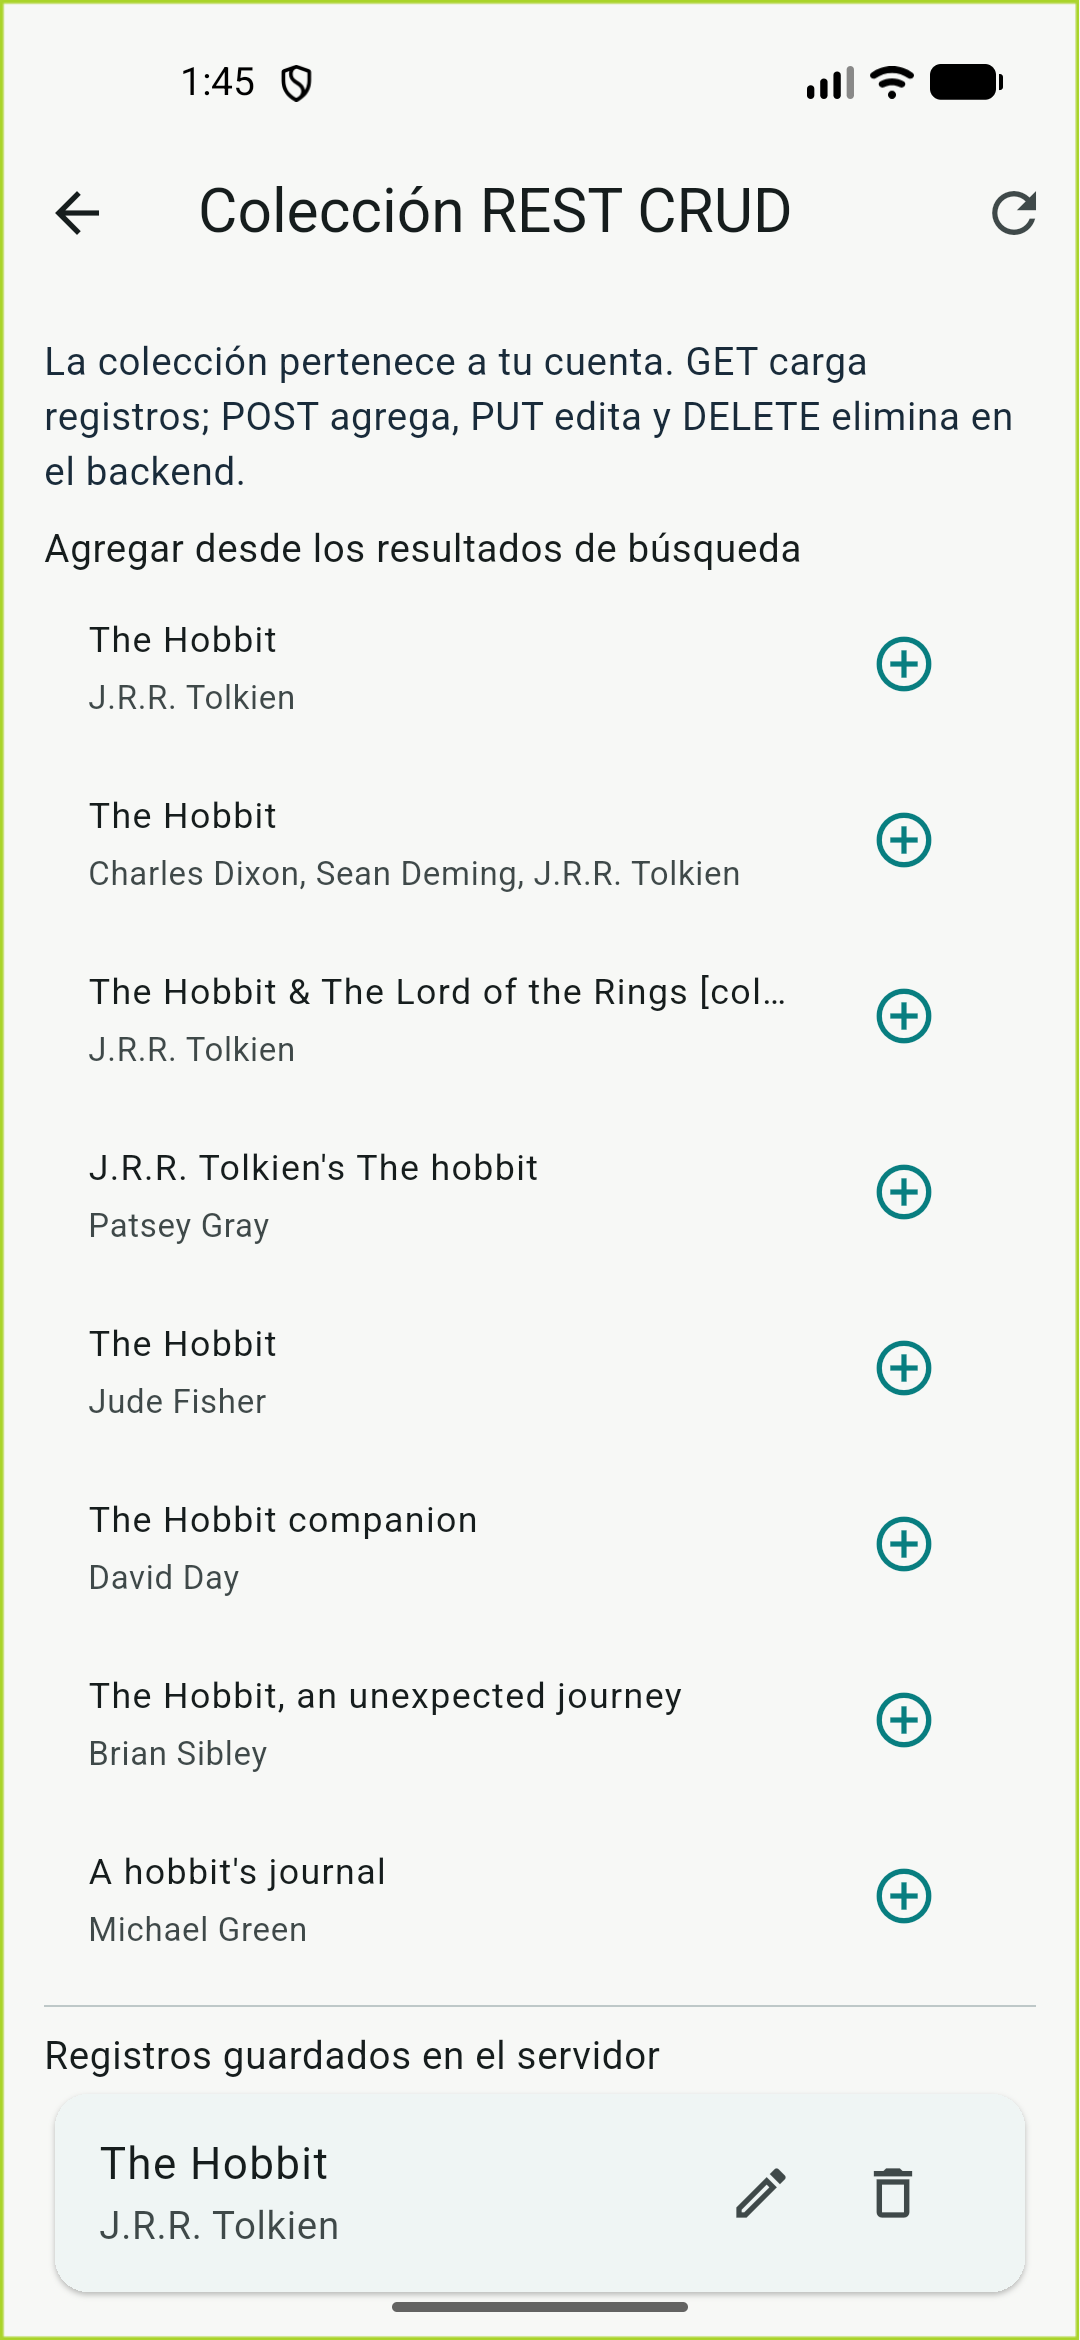 1:45
Colección REST CRUD
La colección pertenece a tu cuenta. GET carga
registros; POST agrega, PUT edita y DELETE elimina en
el backend.
Agregar desde los resultados de búsqueda
The Hobbit
J.R.R. Tolkien
The Hobbit
Charles Dixon, Sean Deming, J.R.R. Tolkien
The Hobbit & The Lord of the Rings [col…
J.R.R. Tolkien
J.R.R. Tolkien's The hobbit
Patsey Gray
The Hobbit
Jude Fisher
The Hobbit companion
David Day
The Hobbit, an unexpected journey
Brian Sibley
A hobbit's journal
Michael Green
Registros guardados en el servidor
The Hobbit
J.R.R. Tolkien